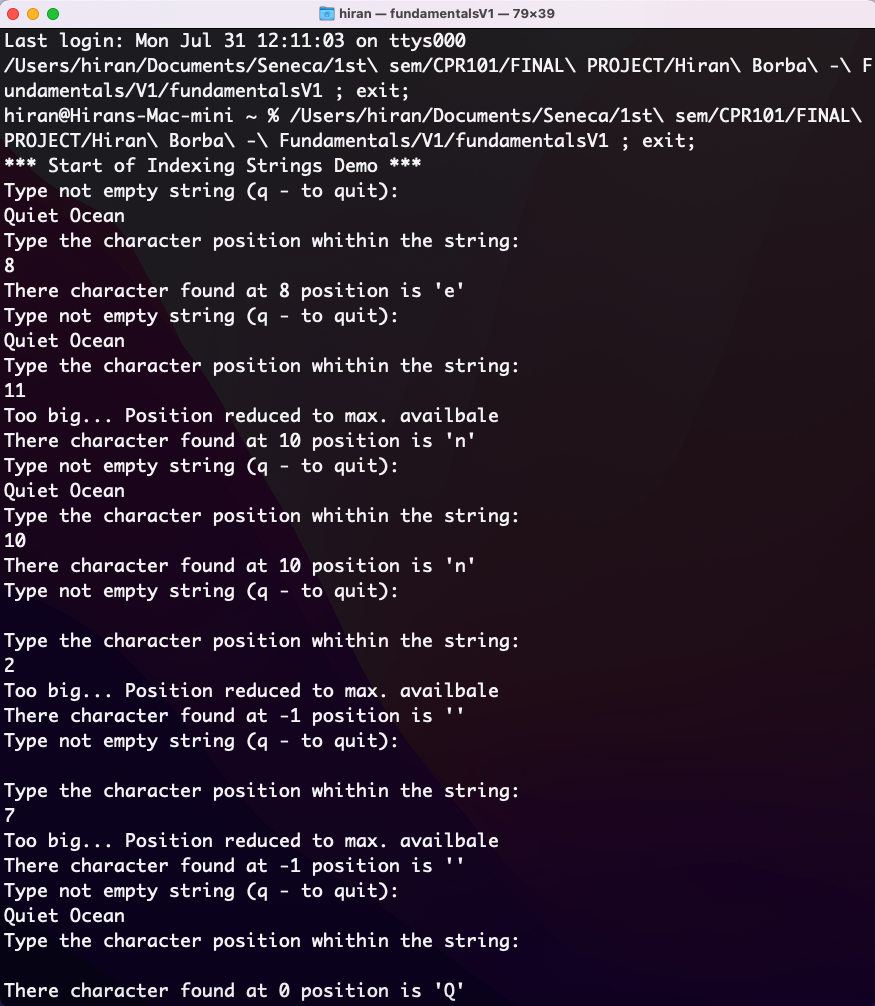 hiran — fundamentalsV1 — 79×39
Last login: Mon Jul 31 12:11:03 on ttys000
/Users/hiran/Documents/Seneca/1st\ sem/CPR101/FINAL\ PROJECT/Hiran\ Borba\ -\ F
undamentals/V1/fundamentalsV1 ; exit;
hiran@Hirans-Mac-mini ~ % /Users/hiran/Documents/Seneca/1st\ sem/CPR101/FINAL\ 
PROJECT/Hiran\ Borba\ -\ Fundamentals/V1/fundamentalsV1 ; exit;
*** Start of Indexing Strings Demo ***
Type not empty string (q - to quit):
Quiet Ocean
Type the character position whithin the string:
8
There character found at 8 position is 'e'
Type not empty string (q - to quit):
Quiet Ocean
Type the character position whithin the string:
11
Too big... Position reduced to max. availbale
There character found at 10 position is 'n'
Type not empty string (q - to quit):
Quiet Ocean
Type the character position whithin the string:
10
There character found at 10 position is 'n'
Type not empty string (q - to quit):

Type the character position whithin the string:
2
Too big... Position reduced to max. availbale
There character found at -1 position is ''
Type not empty string (q - to quit):

Type the character position whithin the string:
7
Too big... Position reduced to max. availbale
There character found at -1 position is ''
Type not empty string (q - to quit):
Quiet Ocean
Type the character position whithin the string:

There character found at 0 position is 'Q'